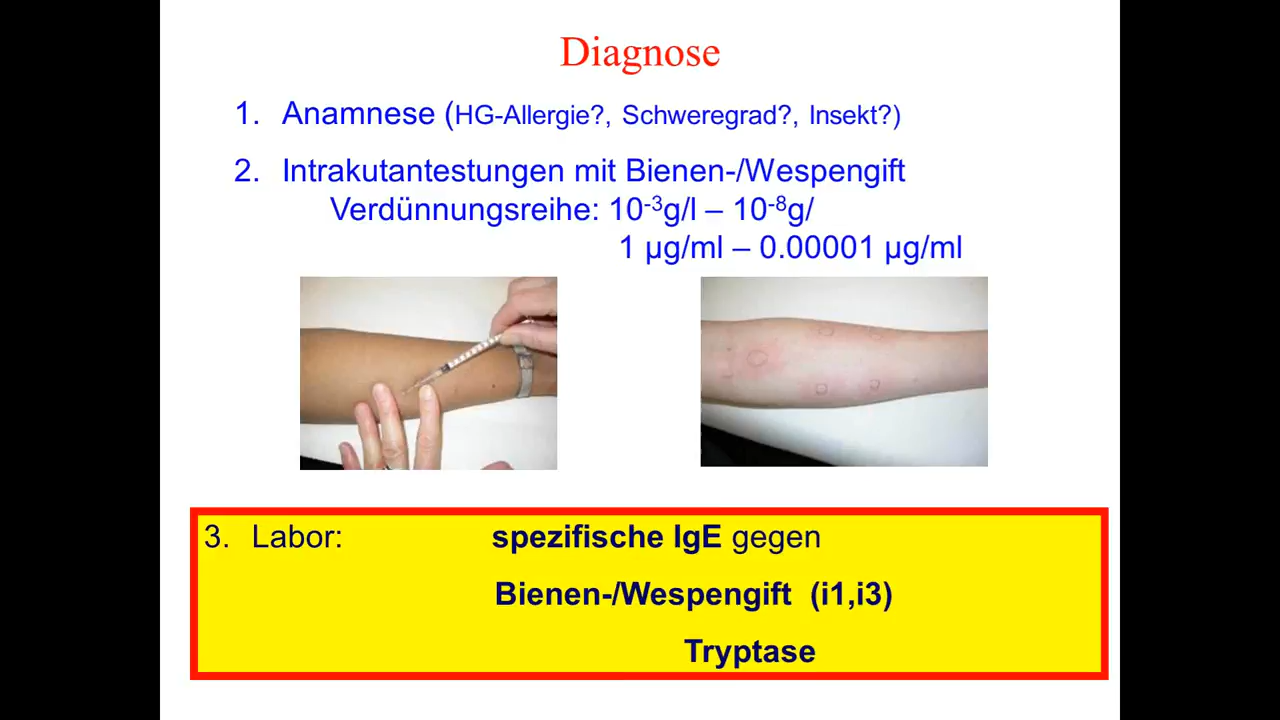 Diagnose
1. Anamnese (HG-Allergie?, Schweregrad?, Insekt?)
2. Intrakutantestungen mit Bienen-/Wespengift
Verdünnungsreihe: 10⁻³g/l – 10⁻⁸g/
1 µg/ml – 0.00001 µg/ml
3. Labor: spezifische IgE gegen
Bienen-/Wespengift (i1,i3)
Tryptase